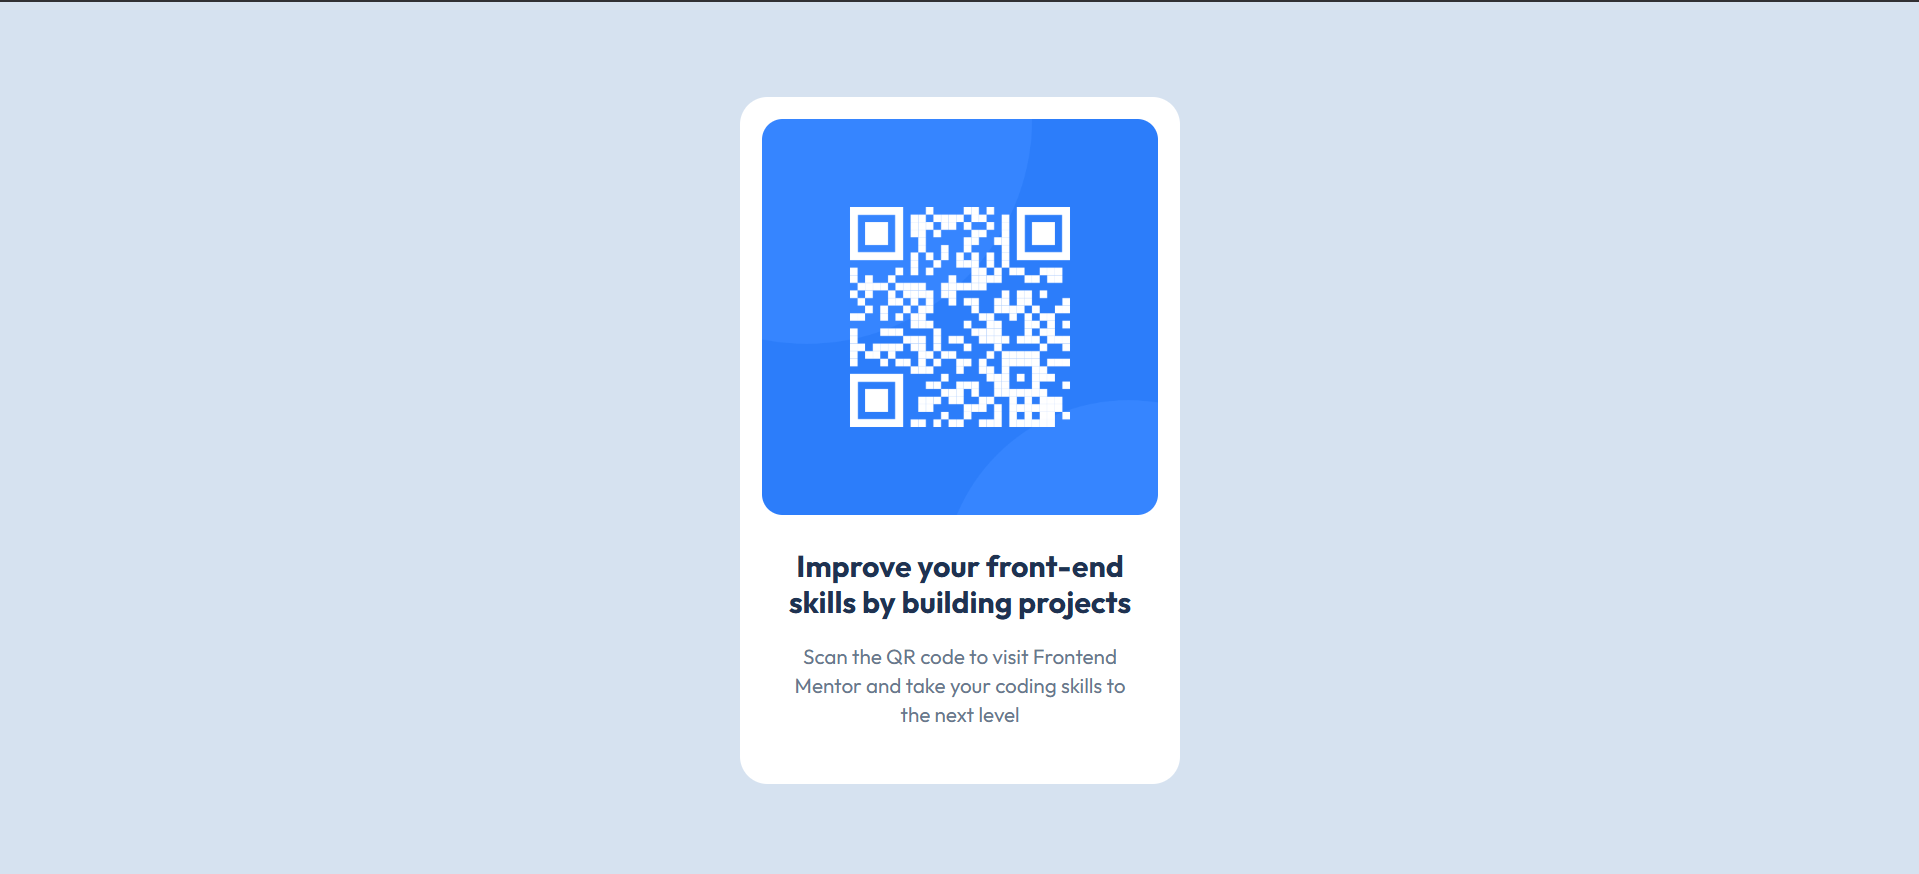 Improve your front-end
skills by building projects
Scan the QR code to visit Frontend
Mentor and take your coding skills to
the next level